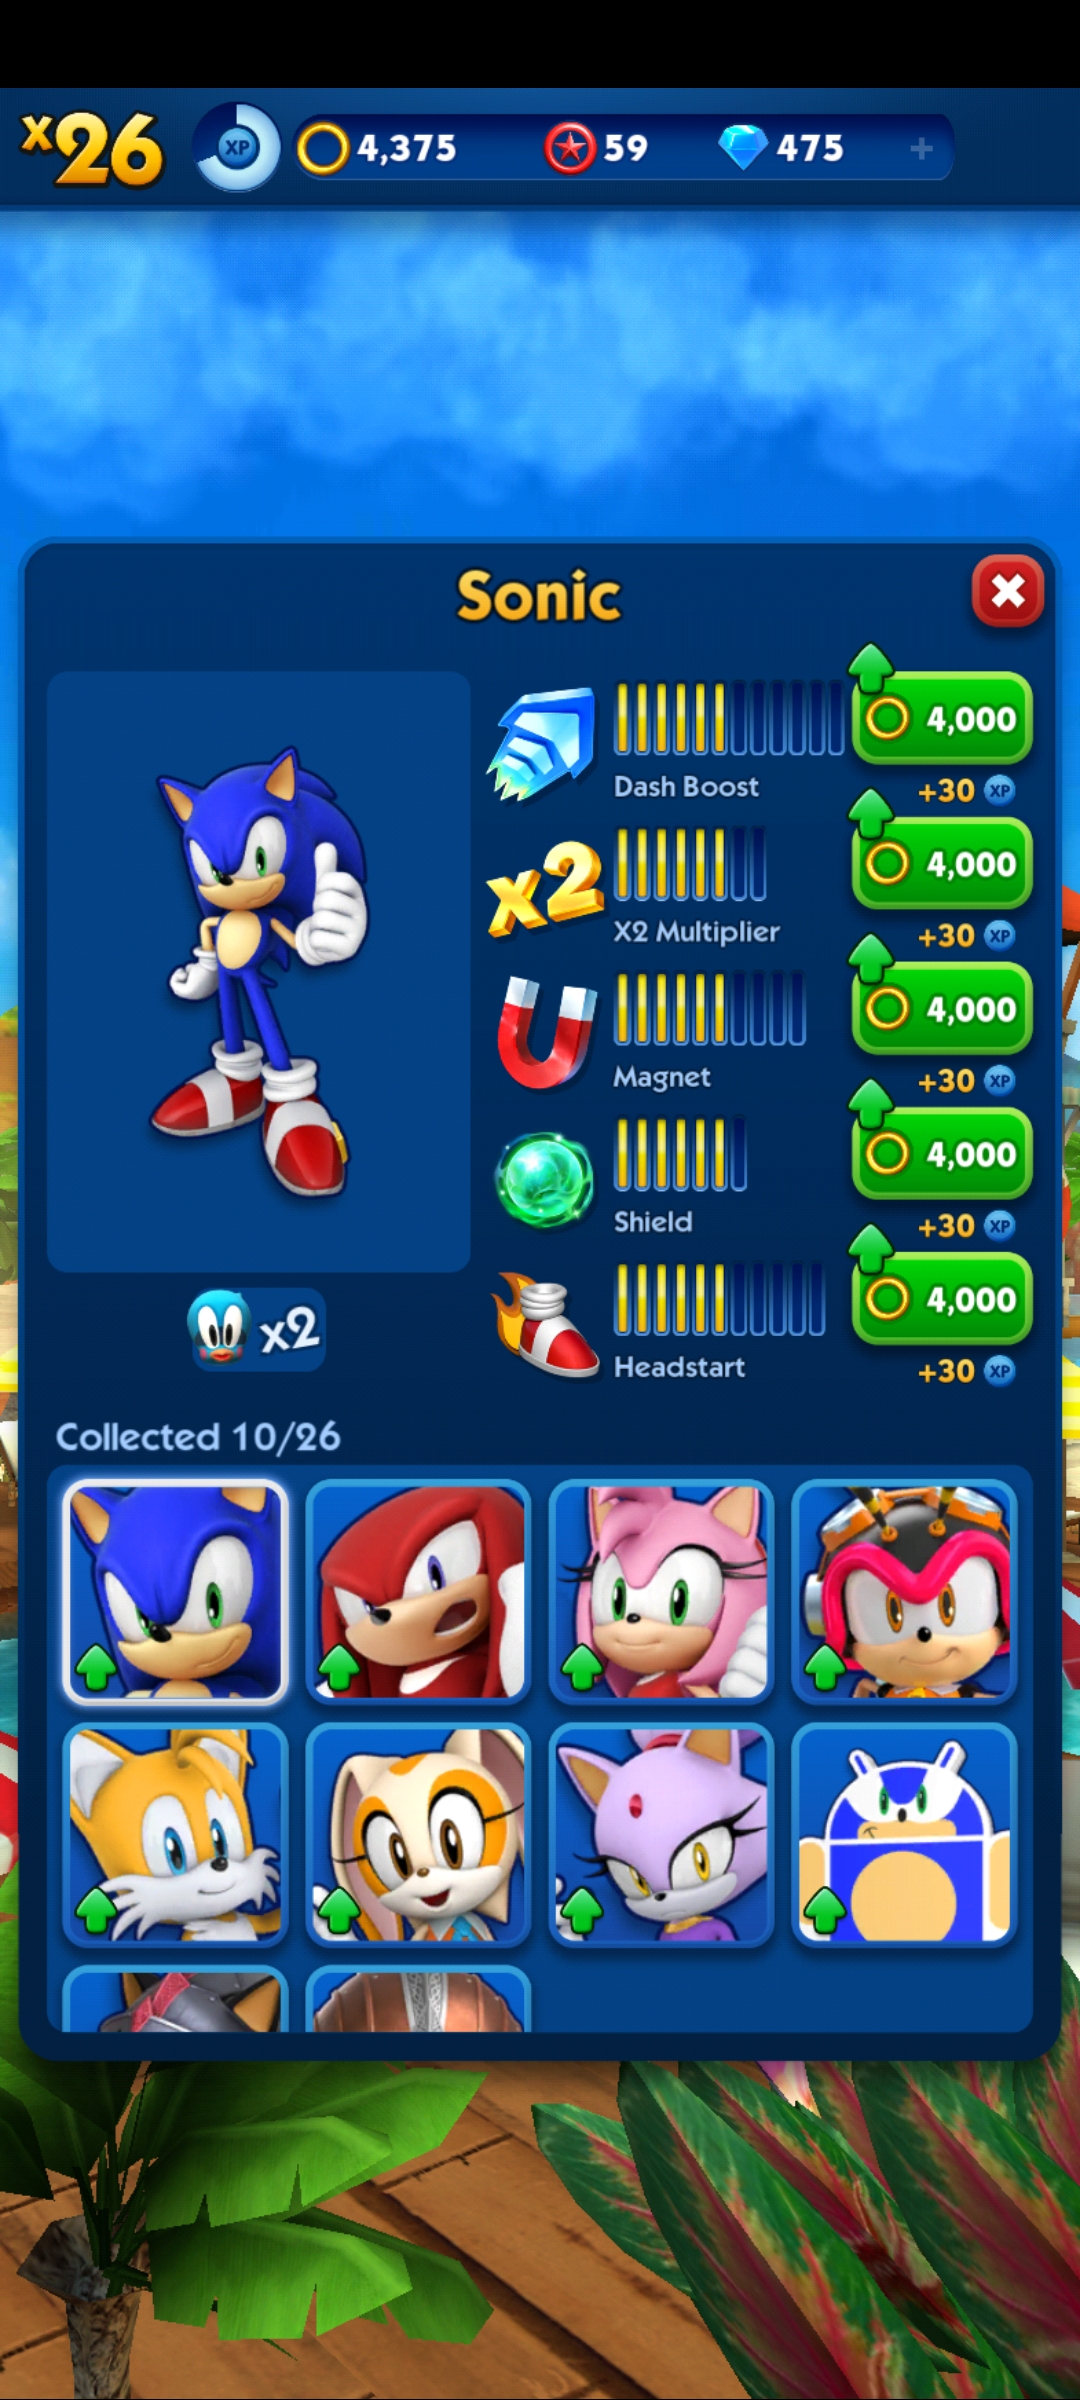 x26 XP 4,375 59 475 +
Sonic
4,000
Dash Boost
+30 XP
x2
4,000
X2 Multiplier
+30 XP
4,000
Magnet
+30 XP
4,000
Shield
+30 XP
4,000
Headstart
+30 XP
x2
Collected 10/26